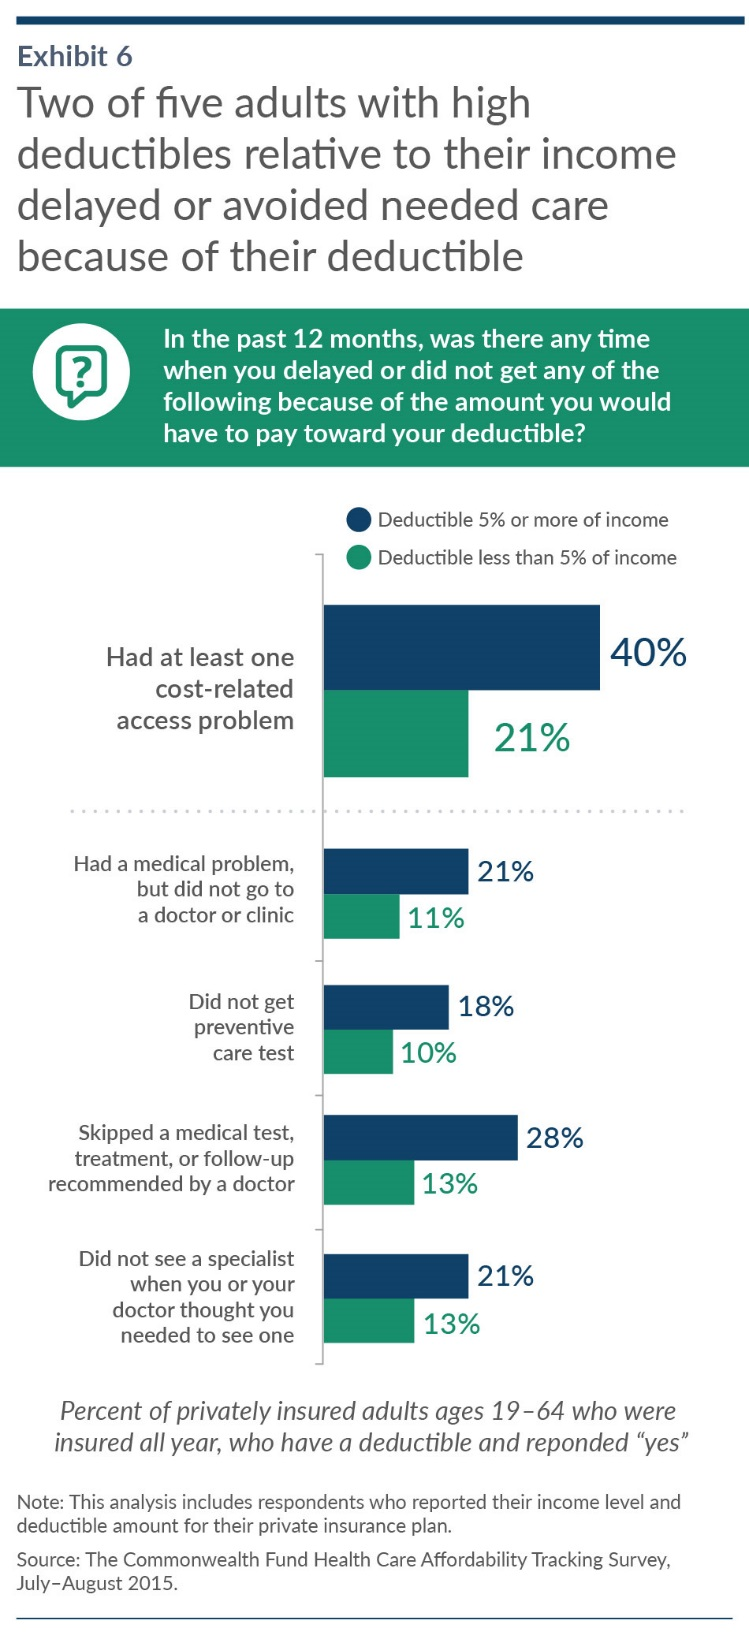 Exhibit 6
Two of five adults with high
deductibles relative to their income
delayed or avoided needed care
because of their deductible
?
In the past 12 months, was there any time
when you delayed or did not get any of the
following because of the amount you would
have to pay toward your deductible?
Deductible 5% or more of income
Deductible less than 5% of income
Had at least one
cost-related
access problem
40%
21%
Had a medical problem,
but did not go to
a doctor or clinic
21%
11%
Did not get
preventive
care test
18%
10%
Skipped a medical test,
treatment, or follow-up
recommended by a doctor
28%
13%
Did not see a specialist
when you or your
doctor thought you
needed to see one
21%
13%
Percent of privately insured adults ages 19–64 who were
insured all year, who have a deductible and reponded “yes”
Note: This analysis includes respondents who reported their income level and
deductible amount for their private insurance plan.
Source: The Commonwealth Fund Health Care Affordability Tracking Survey,
July–August 2015.